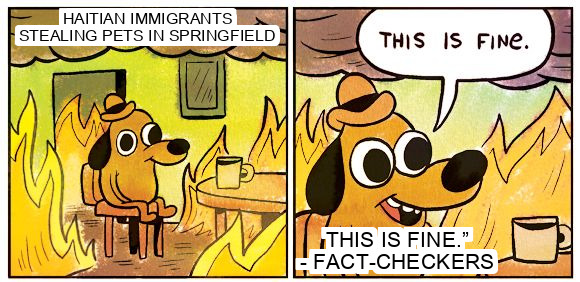 HAITIAN IMMIGRANTS
STEALING PETS IN SPRINGFIELD
THIS IS FINE.
THIS IS FINE.”
- FACT-CHECKERS